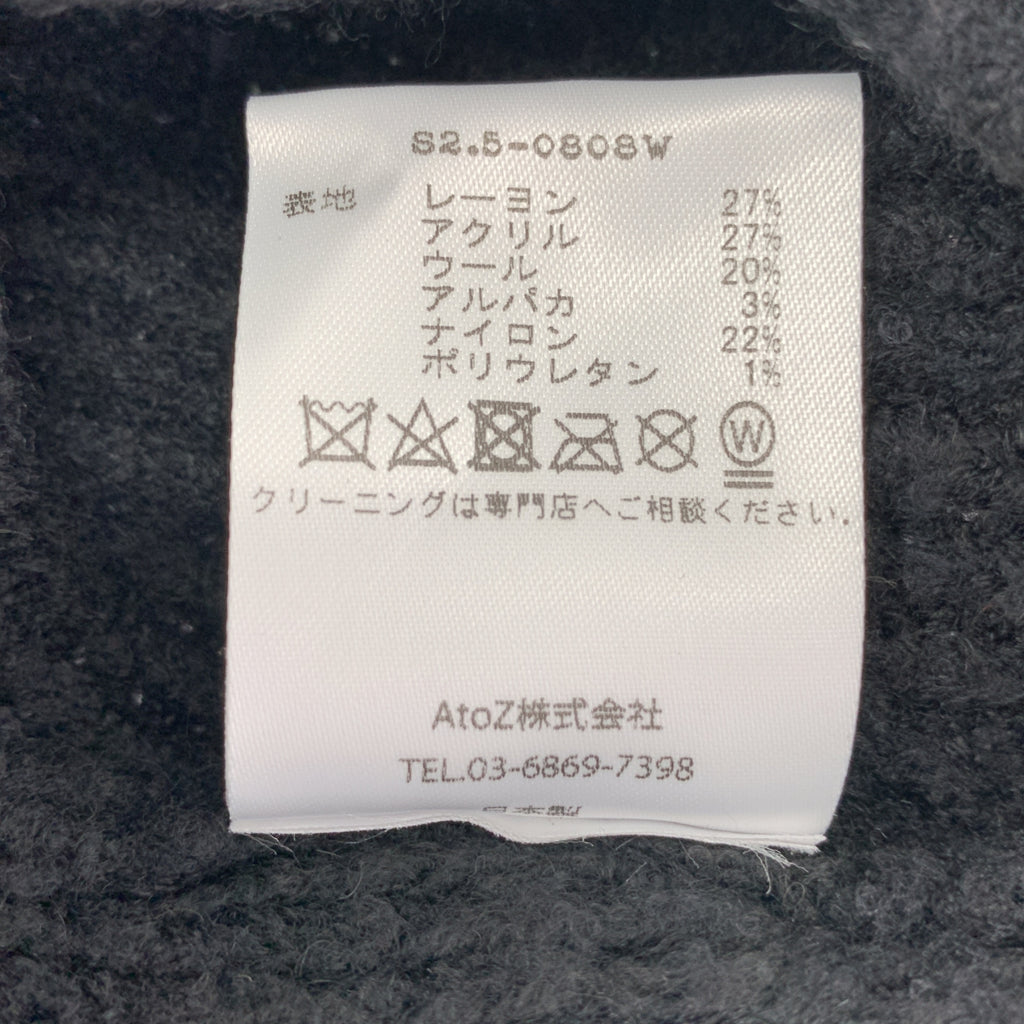 S2.5-0808W
表地 レーヨン 27%
アクリル 27%
ウール 20%
アルパカ 3%
ナイロン 22%
ポリウレタン 1%
W
クリーニングは専門店へご相談ください.
AtoZ株式会社
TEL.03-6869-7398
日本製